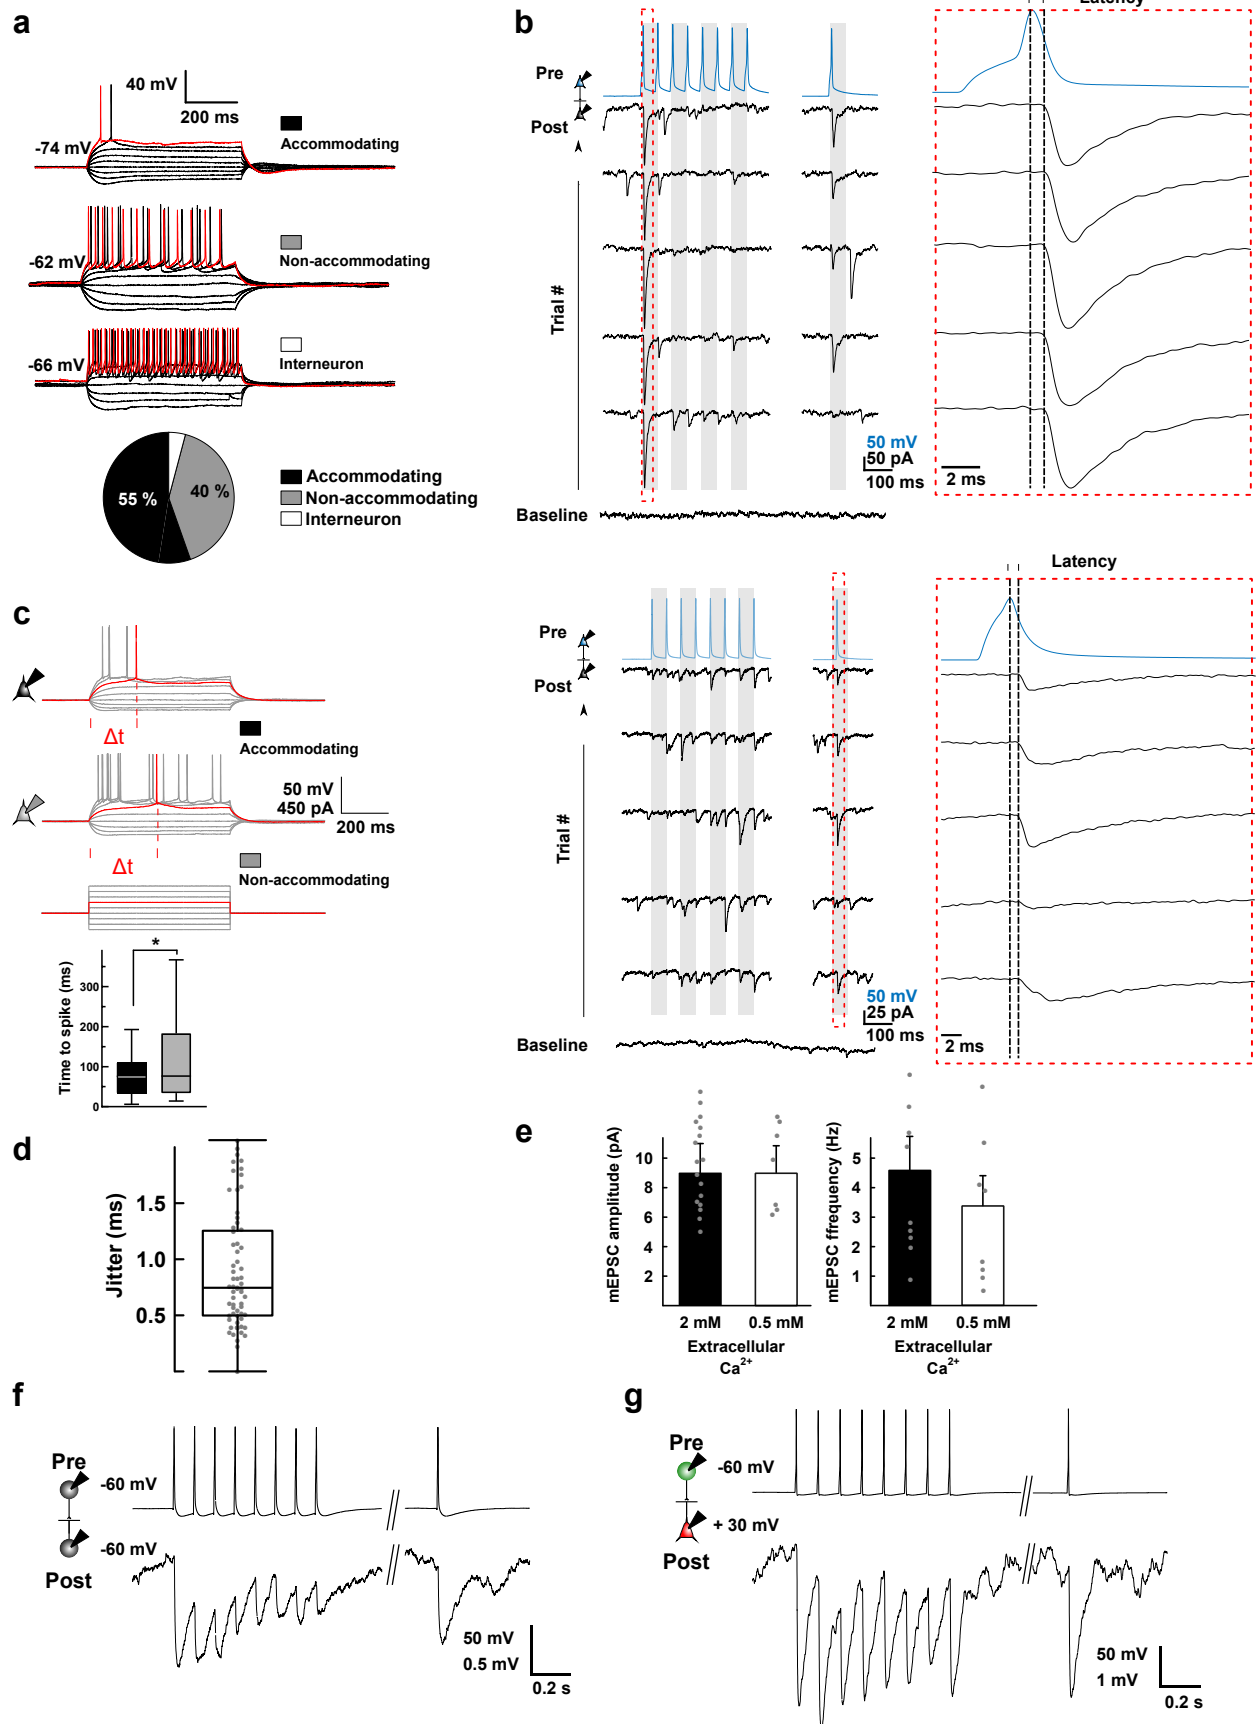 a
40 mV
200 ms
Accommodating
-74 mV
Non-accommodating
-62 mV
Interneuron
-66 mV
55 %
40 %
Accommodating
Non-accommodating
Interneuron
b
Latency
Pre
Post
Trial #
50 mV
50 pA
100 ms
2 ms
Baseline
Latency
Pre
Post
Trial #
50 mV
25 pA
100 ms
2 ms
Baseline
c
Δt
Accommodating
50 mV
450 pA
200 ms
Δt
Non-accommodating
*
Time to spike (ms)
300
200
100
0
d
Jitter (ms)
1.5
1.0
0.5
e
mEPSC amplitude (pA)
10
8
6
4
2
2 mM
0.5 mM
Extracellular
Ca2+
mEPSC ffrequency (Hz)
5
4
3
2
1
2 mM
0.5 mM
Extracellular
Ca2+
f
Pre
-60 mV
-60 mV
Post
50 mV
0.5 mV
0.2 s
g
Pre
-60 mV
+ 30 mV
Post
50 mV
1 mV
0.2 s